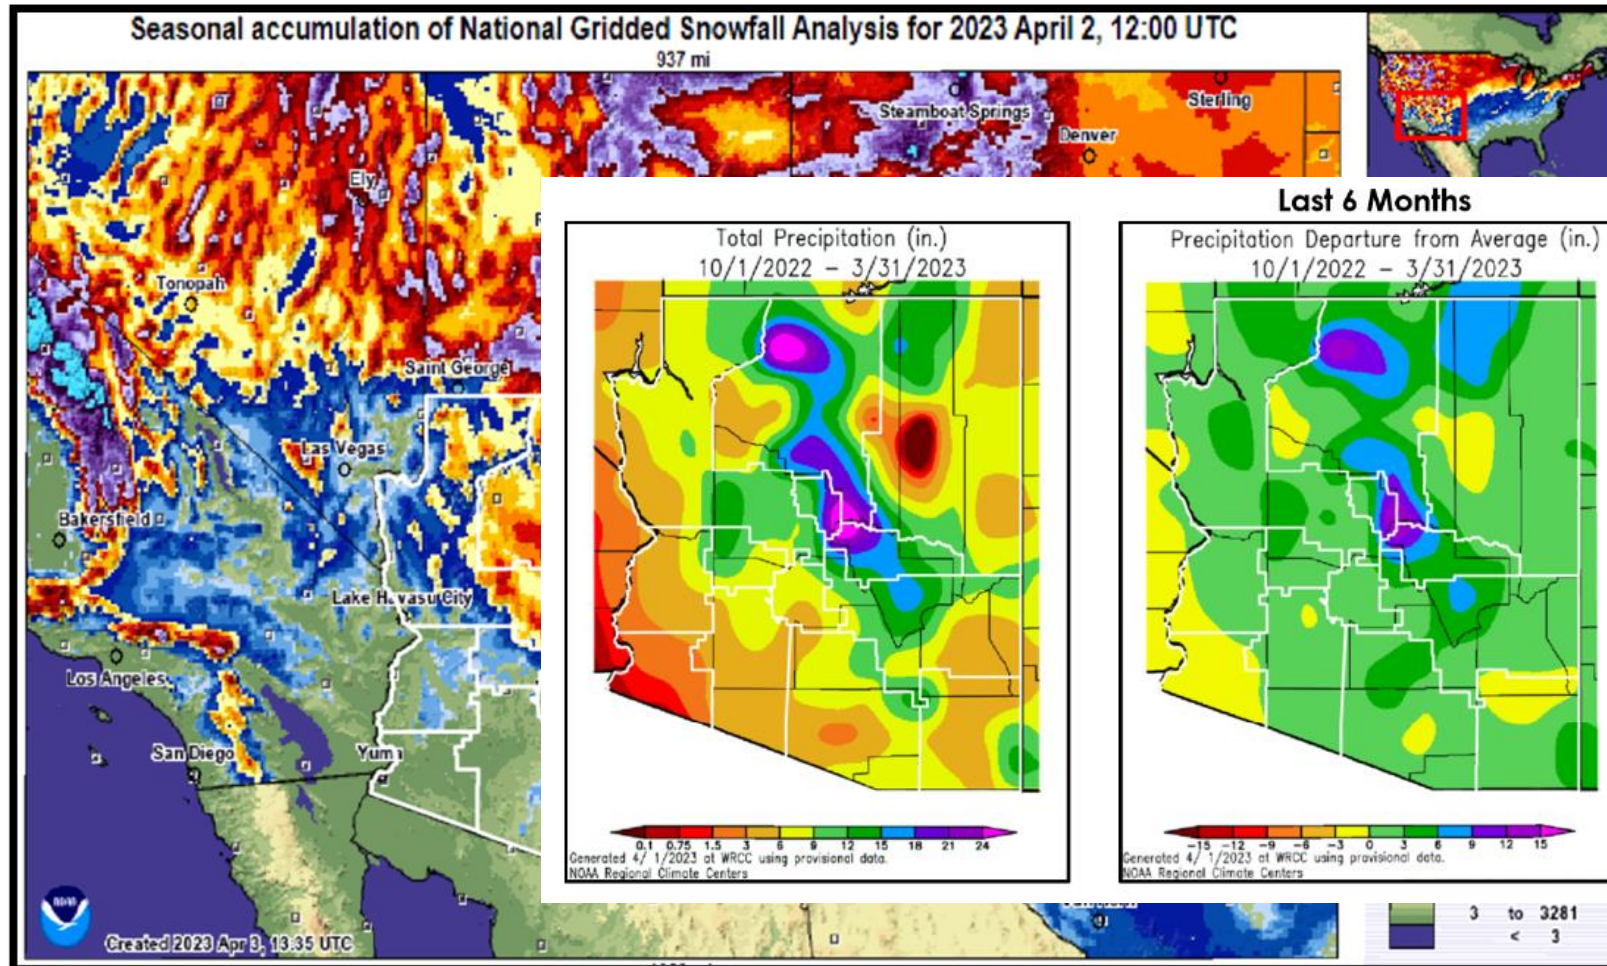 Seasonal accumulation of National Gridded Snowfall Analysis for 2023 April 2, 12:00 UTC
937 mi
Steamboat Springs
Sterling
Denver
Ely
Tonopah
Saint George
Las Vegas
Bakersfield
Lake Havasu City
Los Angeles
San Diego
Yuma
NOAA
Created 2023 Apr 3, 13:35 UTC
Last 6 Months
Total Precipitation (in.)
10/1/2022 – 3/31/2023
0.1 0.75 1.5 3 6 9 12 15 18 21 24
Generated 4/ 1/2023 at WRCC using provisional data.
NOAA Regional Climate Centers
Precipitation Departure from Average (in.)
10/1/2022 – 3/31/2023
−15 −12 −9 −6 −3 0 3 6 9 12 15
Generated 4/ 1/2023 at WRCC using provisional data.
NOAA Regional Climate Centers
3 to 3281
< 3